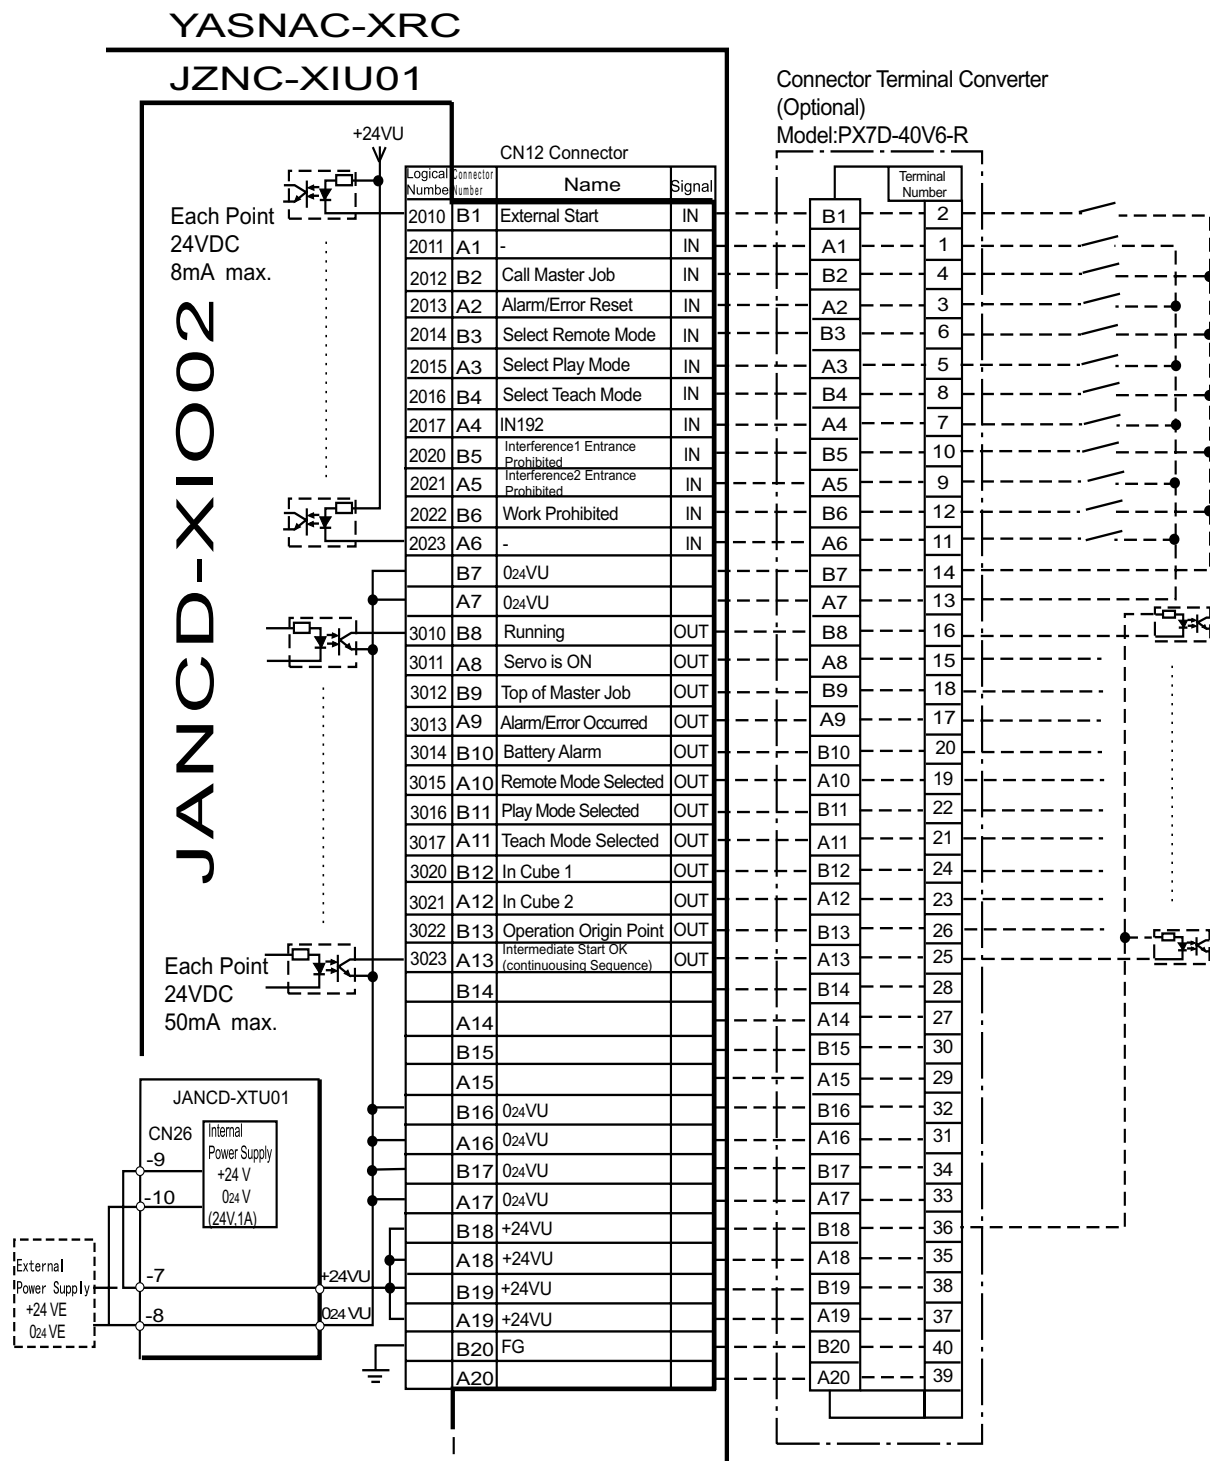 YASNAC-XRC
JZNC-XIU01
Connector Terminal Converter
(Optional)
Model:PX7D-40V6-R
+24VU
CN12 Connector
Logical Numbe Connector Number Name Signal
Terminal Number
Each Point
24VDC
8mA max.
JANCD-XIO02
2010 B1 External Start IN B1 2
2011 A1 - IN A1 1
2012 B2 Call Master Job IN B2 4
2013 A2 Alarm/Error Reset IN A2 3
2014 B3 Select Remote Mode IN B3 6
2015 A3 Select Play Mode IN A3 5
2016 B4 Select Teach Mode IN B4 8
2017 A4 IN192 IN A4 7
2020 B5 Interference1 Entrance Prohibited IN B5 10
2021 A5 Interference2 Entrance Prohibited IN A5 9
2022 B6 Work Prohibited IN B6 12
2023 A6 - IN A6 11
B7 024VU B7 14
A7 024VU A7 13
3010 B8 Running OUT B8 16
3011 A8 Servo is ON OUT A8 15
3012 B9 Top of Master Job OUT B9 18
3013 A9 Alarm/Error Occurred OUT A9 17
3014 B10 Battery Alarm OUT B10 20
3015 A10 Remote Mode Selected OUT A10 19
3016 B11 Play Mode Selected OUT B11 22
3017 A11 Teach Mode Selected OUT A11 21
3020 B12 In Cube 1 OUT B12 24
3021 A12 In Cube 2 OUT A12 23
3022 B13 Operation Origin Point OUT B13 26
3023 A13 Intermediate Start OK (continuousing Sequence) OUT A13 25
Each Point
24VDC
50mA max.
B14 B14 28
A14 A14 27
B15 B15 30
A15 A15 29
B16 024VU B16 32
A16 024VU A16 31
B17 024VU B17 34
A17 024VU A17 33
B18 +24VU B18 36
A18 +24VU A18 35
B19 +24VU B19 38
A19 +24VU A19 37
B20 FG B20 40
A20 A20 39
JANCD-XTU01
CN26
Internal
Power Supply
+24 V
024 V
(24V,1A)
-9
-10
-7
-8
+24VU
024 VU
External
Power Supply
+24 VE
024 VE